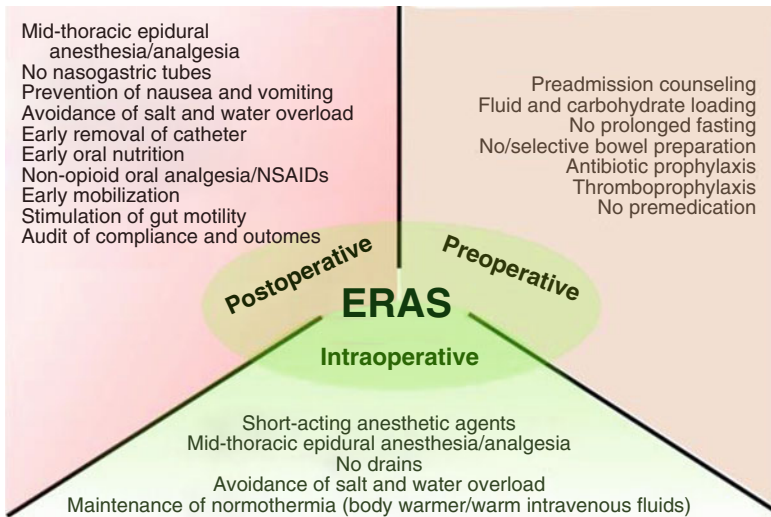 Mid-thoracic epidural
anesthesia/analgesia
No nasogastric tubes
Prevention of nausea and vomiting
Avoidance of salt and water overload
Early removal of catheter
Early oral nutrition
Non-opioid oral analgesia/NSAIDs
Early mobilization
Stimulation of gut motility
Audit of compliance and outcomes
Preadmission counseling
Fluid and carbohydrate loading
No prolonged fasting
No/selective bowel preparation
Antibiotic prophylaxis
Thromboprophylaxis
No premedication
Postoperative
Preoperative
ERAS
Intraoperative
Short-acting anesthetic agents
Mid-thoracic epidural anesthesia/analgesia
No drains
Avoidance of salt and water overload
Maintenance of normothermia (body warmer/warm intravenous fluids)